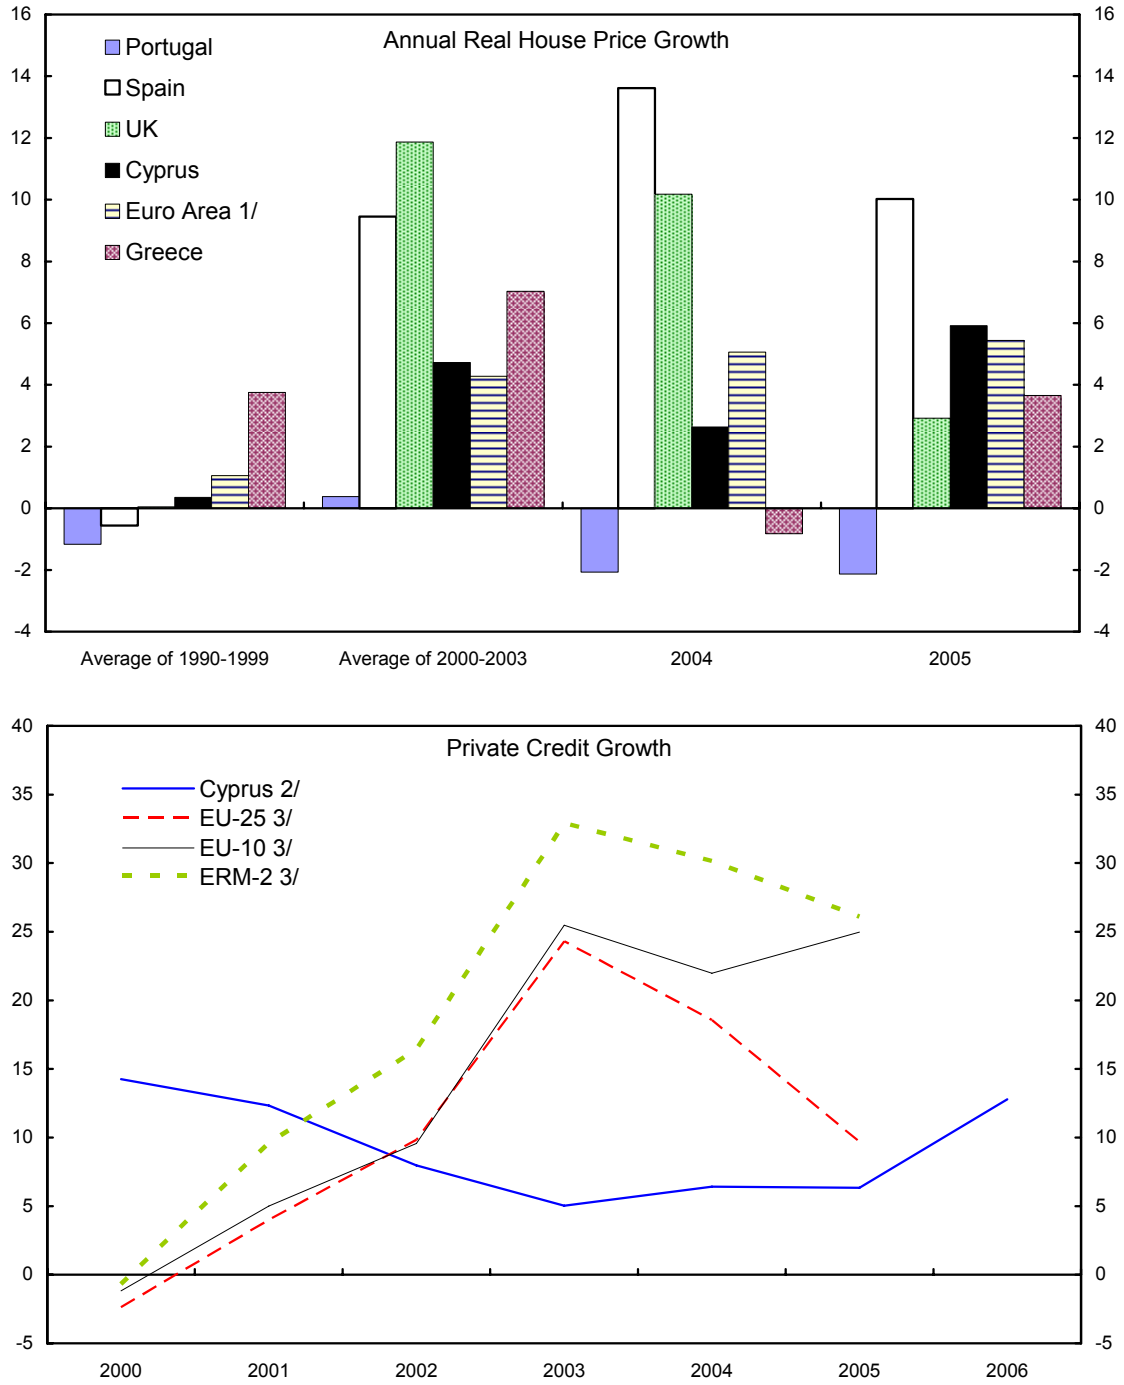 Annual Real House Price Growth
16 16
14 14
12 12
10 10
8 8
6 6
4 4
2 2
0 0
-2 -2
-4 -4
Portugal
Spain
UK
Cyprus
Euro Area 1/
Greece
Average of 1990-1999 Average of 2000-2003 2004 2005
Private Credit Growth
40 40
35 35
30 30
25 25
20 20
15 15
10 10
5 5
0 0
-5 -5
Cyprus 2/
EU-25 3/
EU-10 3/
ERM-2 3/
2000 2001 2002 2003 2004 2005 2006